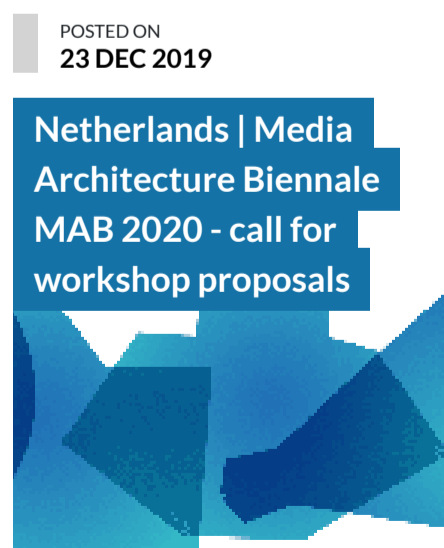 POSTED ON
23 DEC 2019
Netherlands | Media
Architecture Biennale
MAB 2020 - call for
workshop proposals